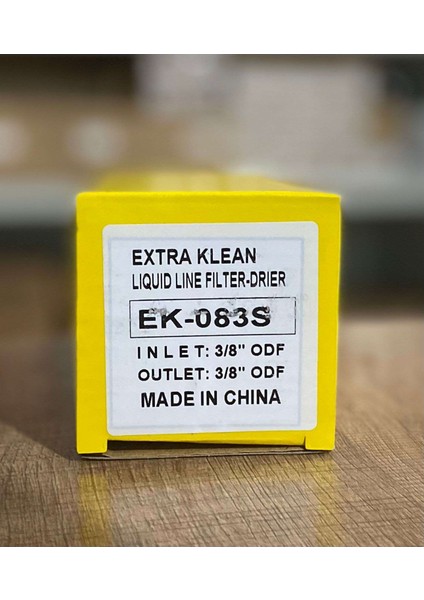 EXTRA KLEAN
LIQUID LINE FILTER-DRIER
EK-083S
INLET: 3/8" ODF
OUTLET: 3/8" ODF
MADE IN CHINA